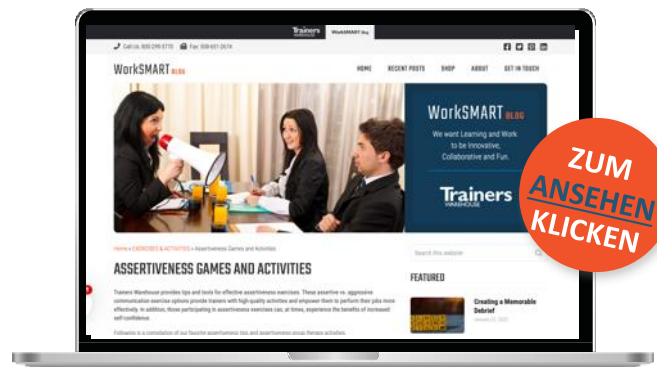 Trainers
WAREHOUSE
WorkSMART Blog
Call Us: 800-299-3770
Fax: 508-651-2674
WorkSMART BLOG
HOME
RECENT POSTS
SHOP
ABOUT
GET IN TOUCH
WorkSMART BLOG
We want Learning and Work
to be Innovative,
Collaborative and Fun.
Trainers
WAREHOUSE
ZUM
ANSEHEN
KLICKEN
Home » EXERCISES & ACTIVITIES » Assertiveness Games and Activities
ASSERTIVENESS GAMES AND ACTIVITIES
Trainers Warehouse provides tips and tools for effective assertiveness exercises. These assertive vs. aggressive
communication exercise options provide trainers with high-quality activities and empower them to perform their jobs more
effectively. In addition, those participating in assertiveness exercises can, at times, experience the benefits of increased
self-confidence.
Following is a compilation of our favorite assertiveness tips and assertiveness group therapy activities.
Search this website
FEATURED
Creating a Memorable
Debrief